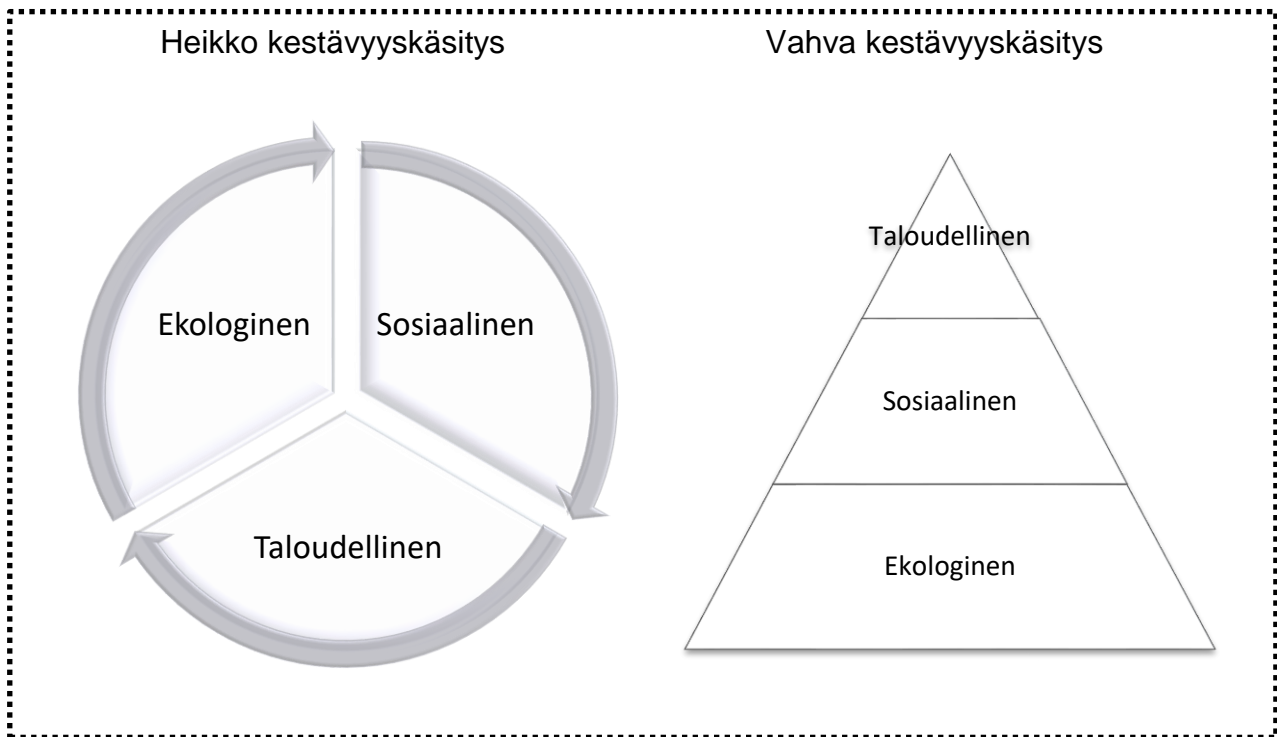 Heikko kestävyyskäsitys
Vahva kestävyyskäsitys
Ekologinen
Sosiaalinen
Taloudellinen
Taloudellinen
Sosiaalinen
Ekologinen